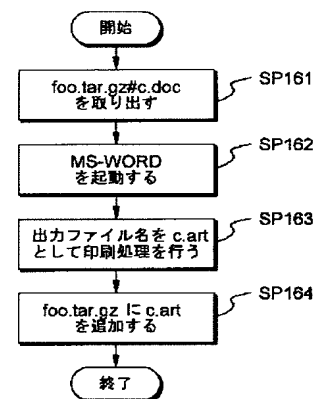 開始
foo.tar.gz#c.doc
を取り出す
SP161
MS-WORD
を起動する
SP162
出力ファイル名を c.art
として印刷処理を行う
SP163
foo.tar.gz に c.art
を追加する
SP164
終了